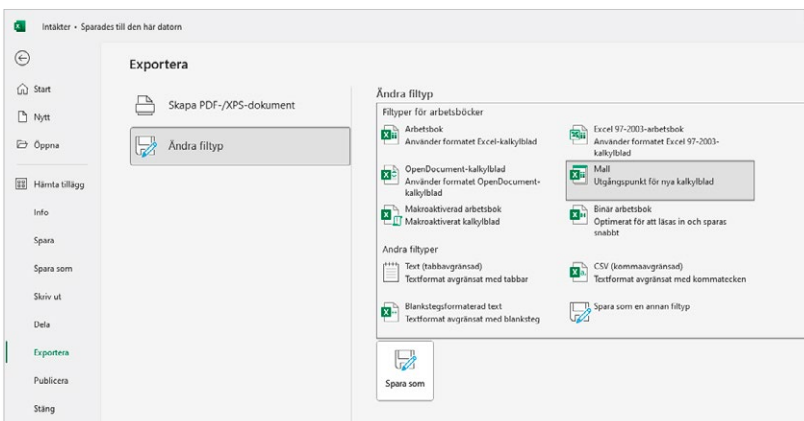 Intäkter • Sparades till den här datorn
Start
Nytt
Öppna
Hämta tillägg
Info
Spara
Spara som
Skriv ut
Dela
Exportera
Publicera
Stäng
Exportera
Skapa PDF-/XPS-dokument
Ändra filtyp
Ändra filtyp
Filtyper för arbetsböcker
Arbetsbok
Använder formatet Excel-kalkylblad
Excel 97-2003-arbetsbok
Använder formatet Excel 97-2003-
kalkylblad
OpenDocument-kalkylblad
Använder formatet OpenDocument-
kalkylblad
Mall
Utgångspunkt för nya kalkylblad
Makroaktiverad arbetsbok
Makroaktiverat kalkylblad
Binär arbetsbok
Optimerat för att läsas in och sparas
snabbt
Andra filtyper
Text (tabbavgränsad)
Textformat avgränsat med tabbar
CSV (kommaavgränsad)
Textformat avgränsat med kommatecken
Blankstegsformaterad text
Textformat avgränsat med blanksteg
Spara som en annan filtyp
Spara som